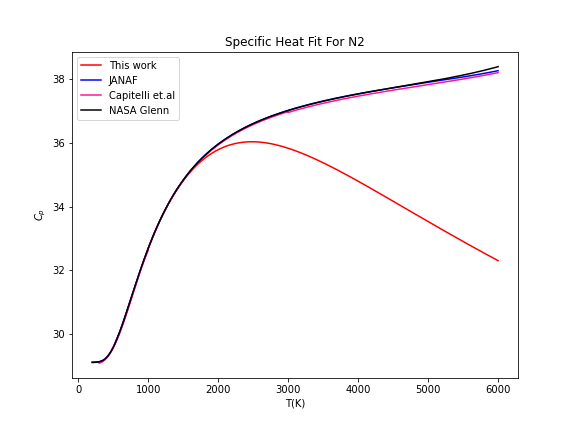 Specific Heat Fit For N2
This work
JANAF
Capitelli et.al
NASA Glenn
38
36
34
32
30
C_p
0 1000 2000 3000 4000 5000 6000
T(K)